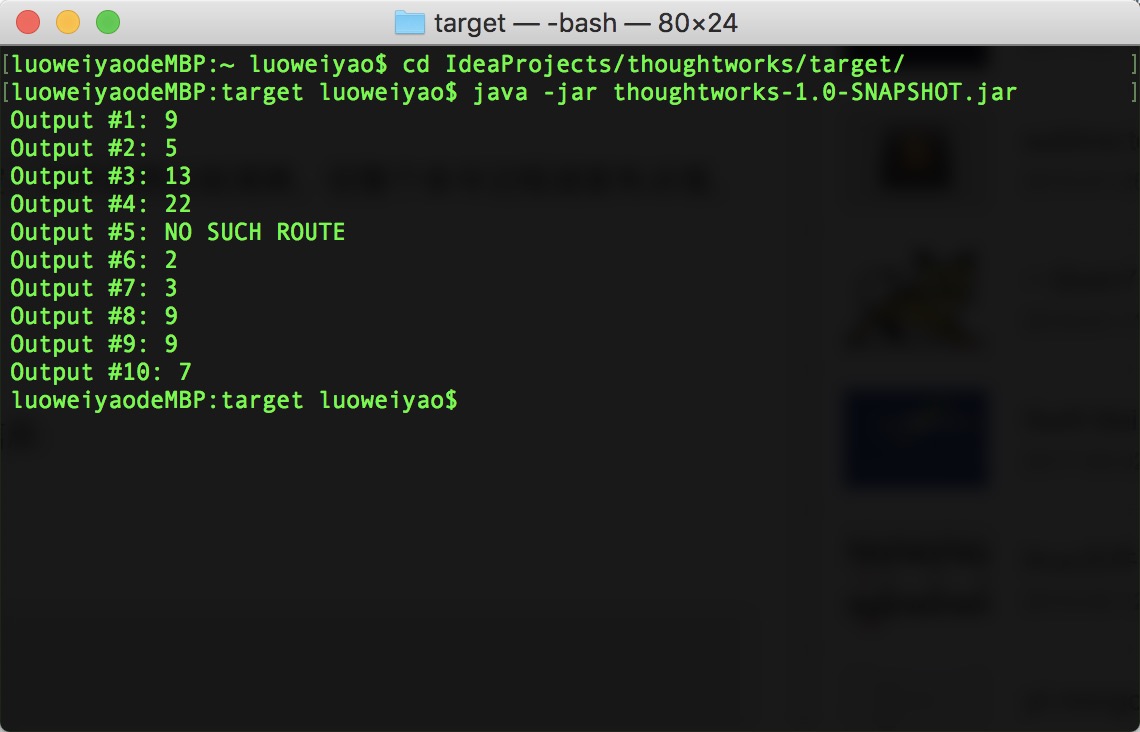 target — -bash — 80×24
[luoweiyaodeMBP:~ luoweiyao$ cd IdeaProjects/thoughtworks/target/ ]
[luoweiyaodeMBP:target luoweiyao$ java -jar thoughtworks-1.0-SNAPSHOT.jar ]
Output #1: 9
Output #2: 5
Output #3: 13
Output #4: 22
Output #5: NO SUCH ROUTE
Output #6: 2
Output #7: 3
Output #8: 9
Output #9: 9
Output #10: 7
luoweiyaodeMBP:target luoweiyao$